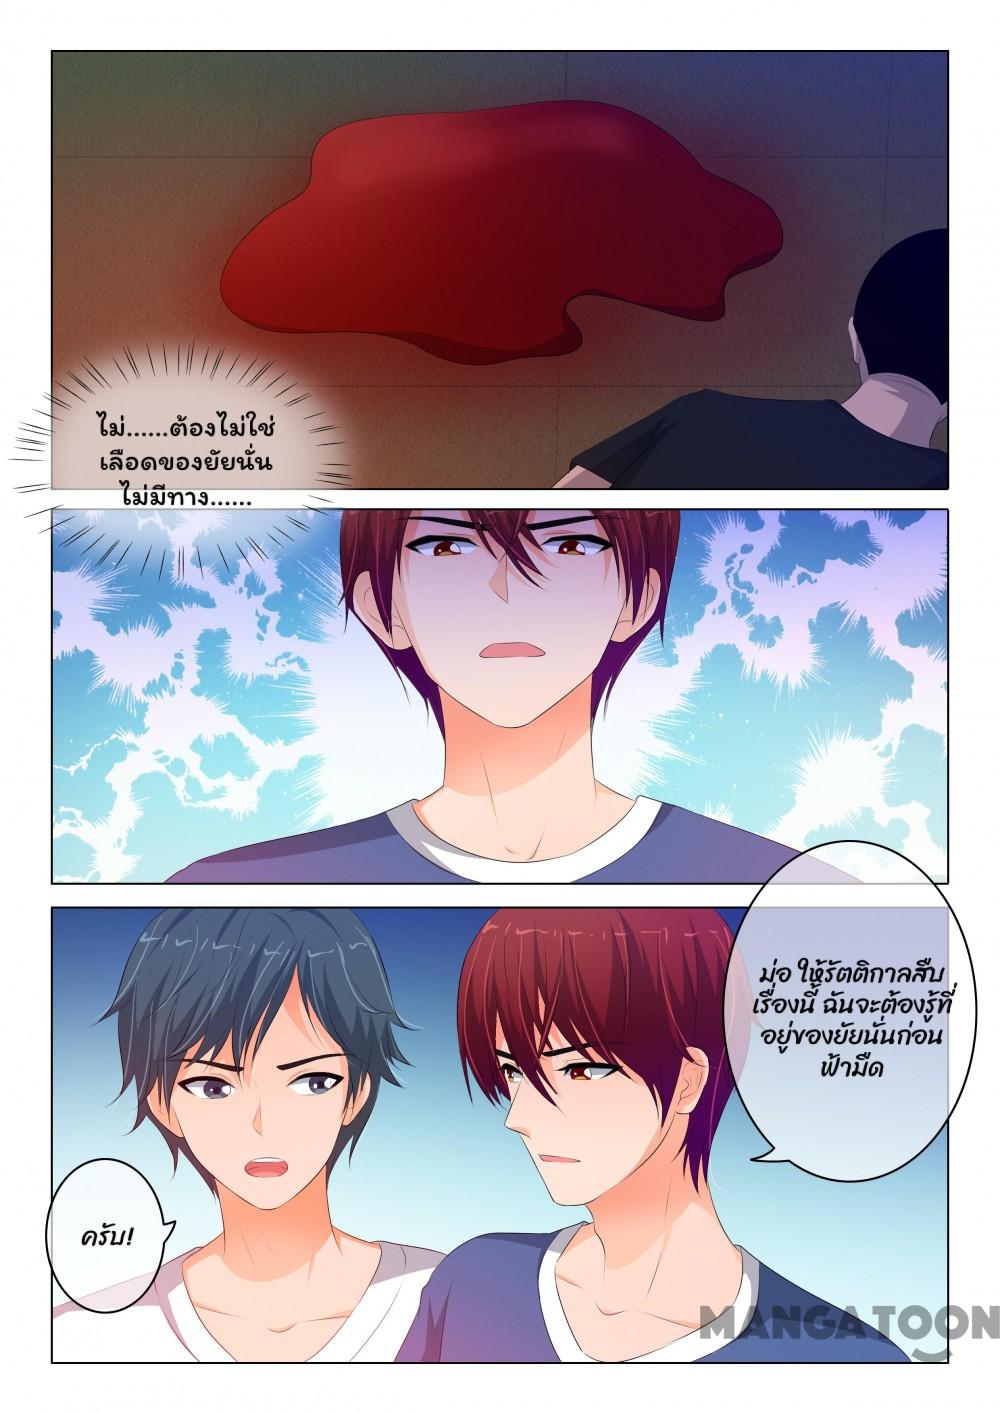 ไม่......ต้องไม่ใช่
เลือดของยัยนั่น
ไม่มีทาง......
ม่อ ให้รัตติกาลสืบ
เรื่องนี้ ฉันจะต้องรู้ที่
อยู่ของยัยนั่นก่อน
ฟ้ามืด
ครับ!
MANGATOON